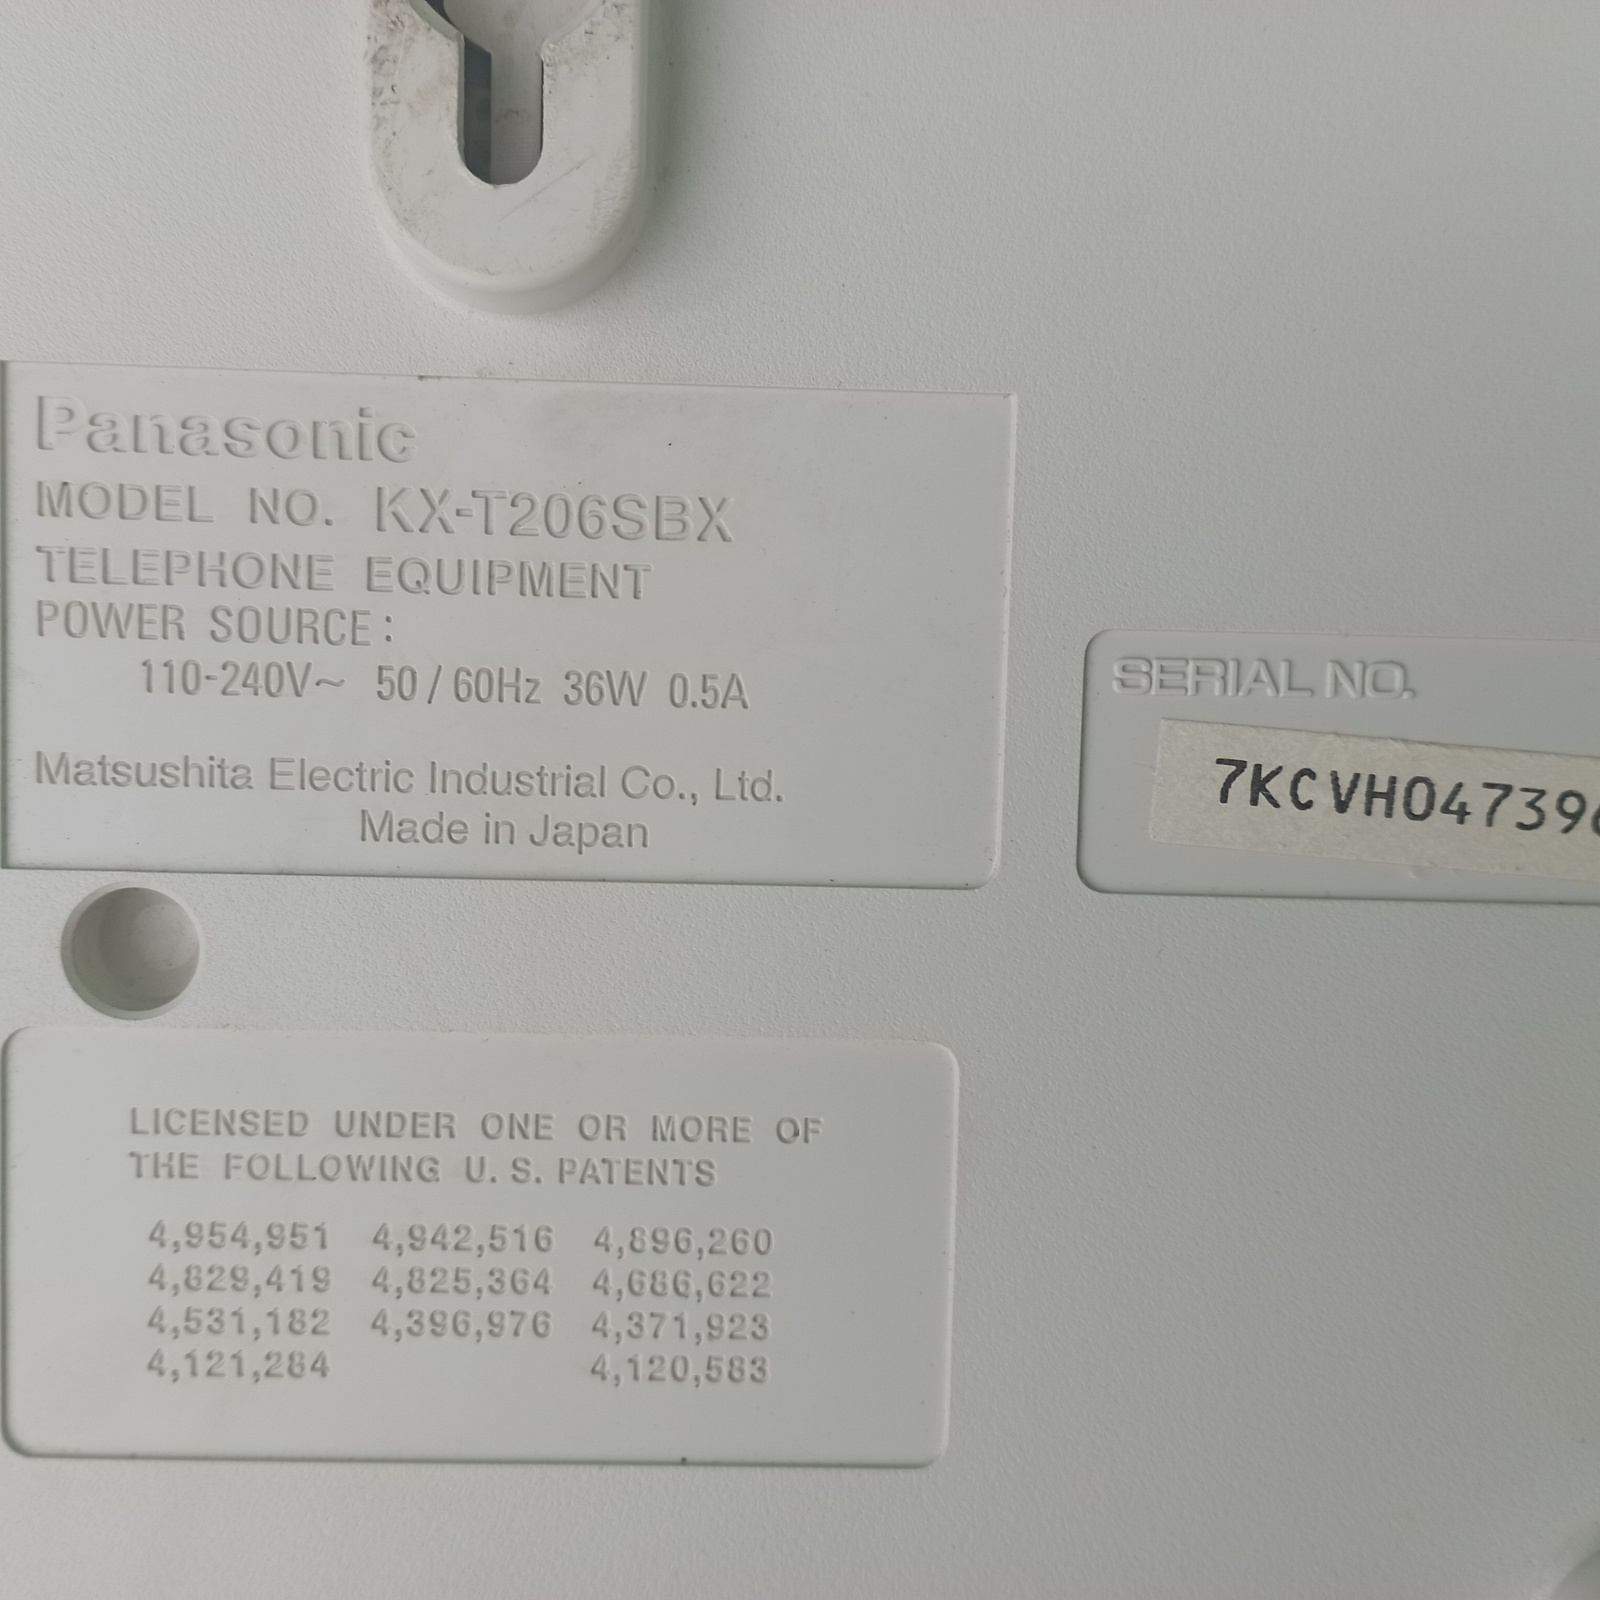 Panasonic
MODEL NO. KX-T206SBX
TELEPHONE EQUIPMENT
POWER SOURCE:
110-240V~ 50/60Hz 36W 0.5A
Matsushita Electric Industrial Co., Ltd.
Made in Japan
SERIAL NO.
7KCVH047396
LICENSED UNDER ONE OR MORE OF
THE FOLLOWING U.S. PATENTS
4,954,951 4,942,516 4,896,260
4,829,419 4,825,364 4,686,622
4,531,182 4,396,976 4,371,923
4,121,284 4,120,583